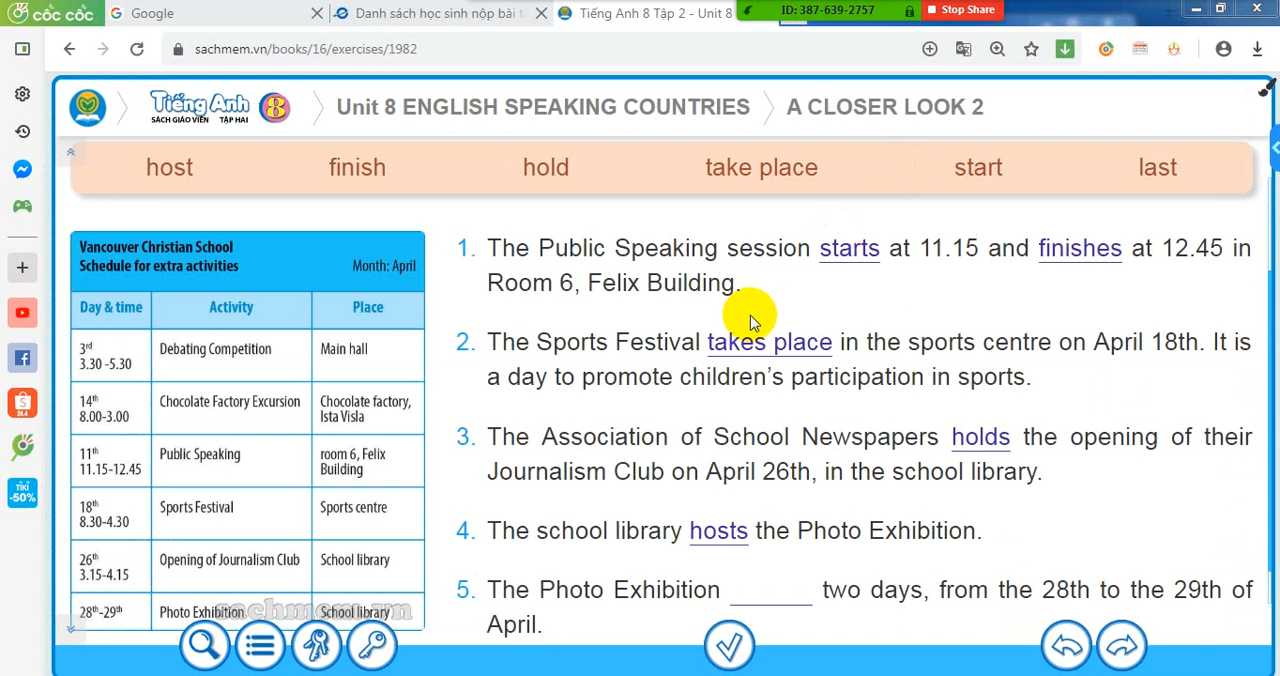 cốc cốc
Google
Danh sách học sinh nộp bài t
Tiếng Anh 8 Tập 2 - Unit 8
ID: 387-639-2757
Stop Share
sachmem.vn/books/16/exercises/1982
Tiếng Anh 8
SÁCH GIÁO VIÊN TẬP HAI
Unit 8 ENGLISH SPEAKING COUNTRIES
A CLOSER LOOK 2
host finish hold take place start last
Vancouver Christian School
Schedule for extra activities Month: April
Day & time Activity Place
3rd
3.30 -5.30
Debating Competition
Main hall
14th
8.00-3.00
Chocolate Factory Excursion
Chocolate factory,
Ista Visla
11th
11.15-12.45
Public Speaking
room 6, Felix
Building
18th
8.30-4.30
Sports Festival
Sports centre
26th
3.15-4.15
Opening of Journalism Club
School library
28th-29th
Photo Exhibition
School library
sachmem.vn
1. The Public Speaking session starts at 11.15 and finishes at 12.45 in
Room 6, Felix Building.
2. The Sports Festival takes place in the sports centre on April 18th. It is
a day to promote children's participation in sports.
3. The Association of School Newspapers holds the opening of their
Journalism Club on April 26th, in the school library.
4. The school library hosts the Photo Exhibition.
5. The Photo Exhibition ______ two days, from the 28th to the 29th of
April.
TIKI
-50%